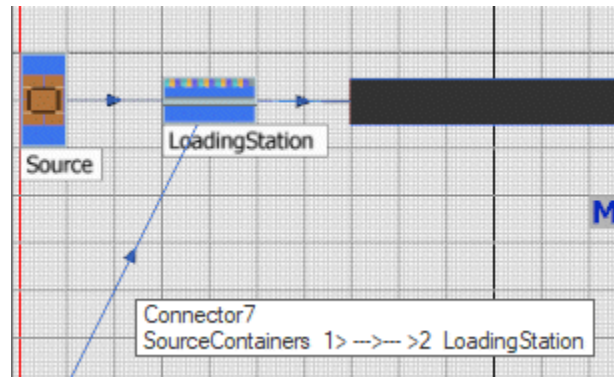 LoadingStation
Source
M
Connector7
SourceContainers 1> --->--- >2 LoadingStation